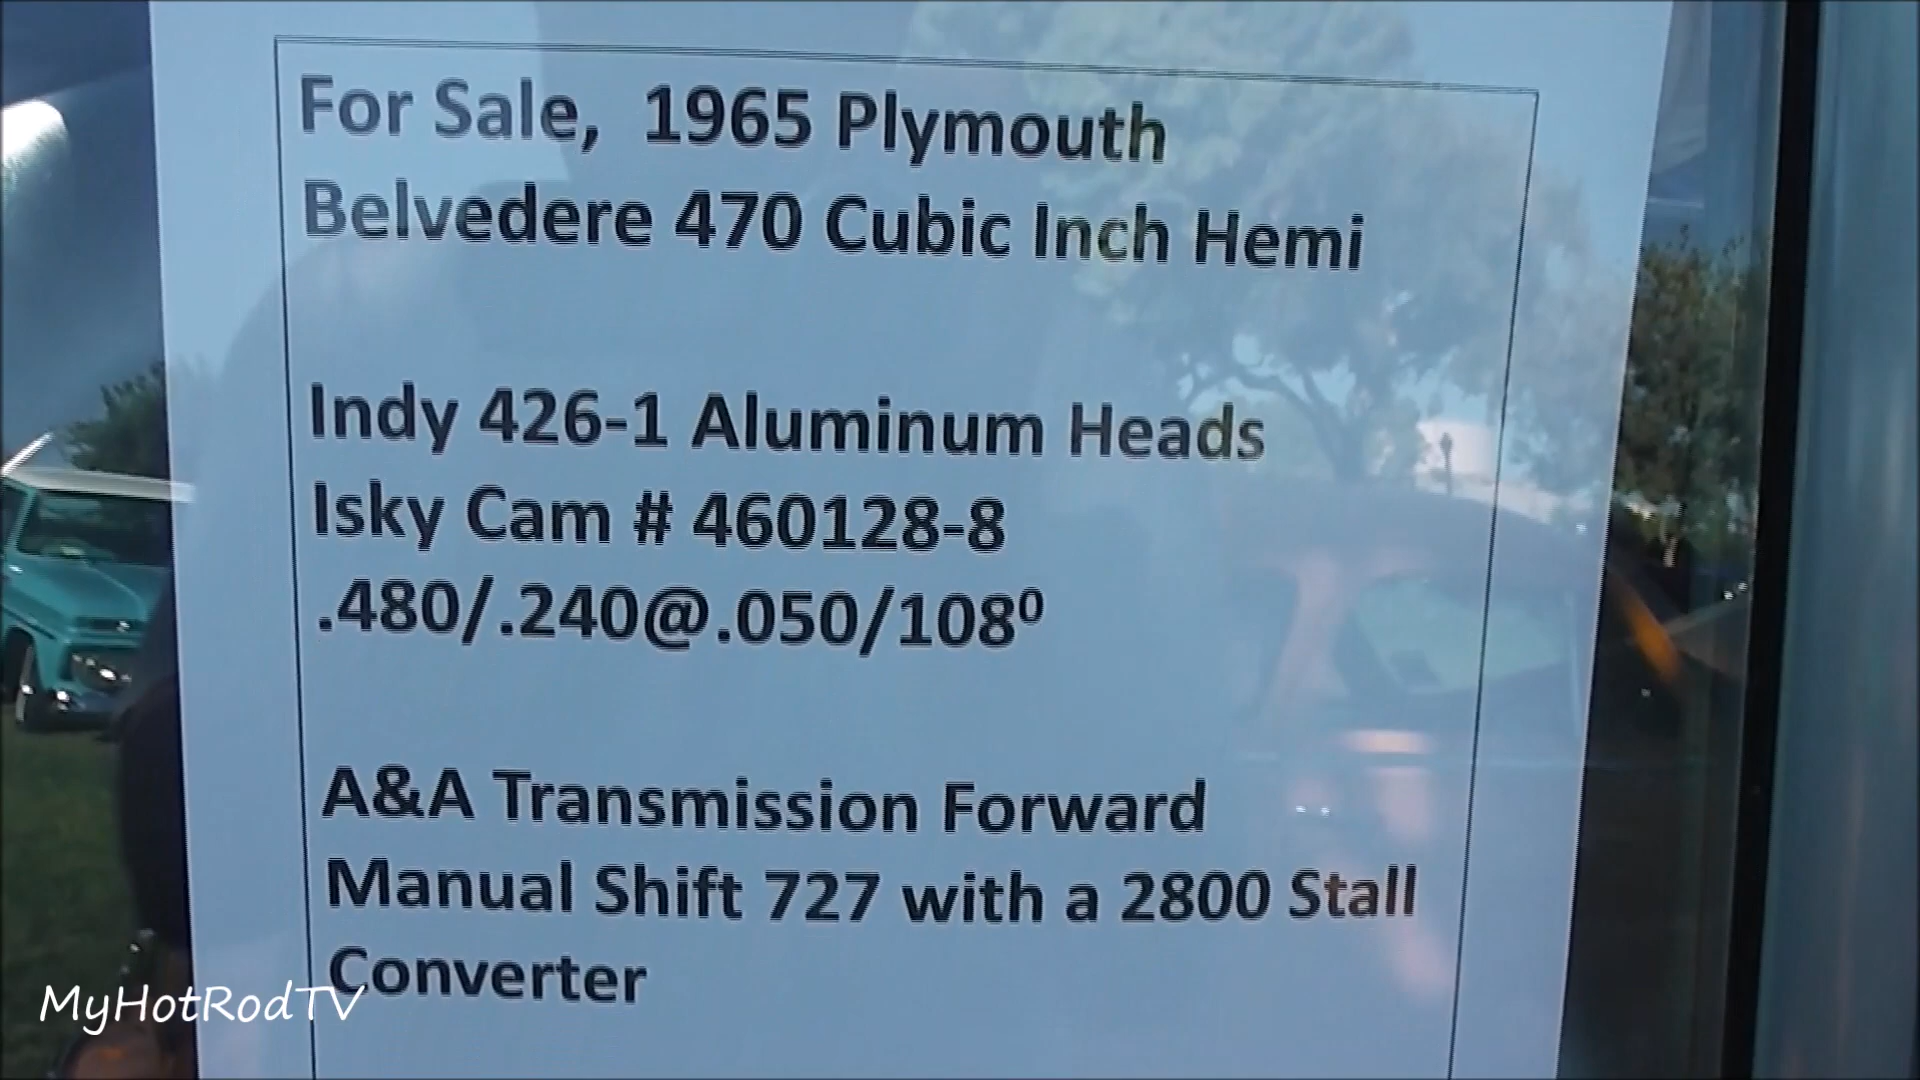 For Sale,  1965 Plymouth
Belvedere 470 Cubic Inch Hemi
Indy 426-1 Aluminum Heads
Isky Cam # 460128-8
.480/.240@.050/108⁰
A&A Transmission Forward
Manual Shift 727 with a 2800 Stall
Converter
MyHotRodTV